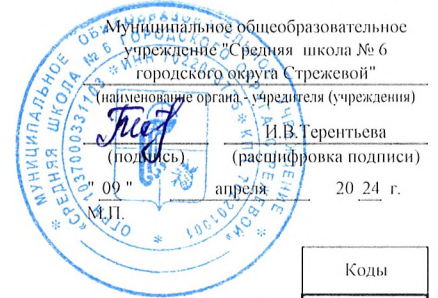 Муниципальное общеобразовательное
учреждение "Средняя школа № 6
городского округа Стрежевой"
(наименование органа - учредителя (учреждения)
И.В.Терентьева
(подпись) (расшифровка подписи)
" 09 " апреля 20 24 г.
М.П.
Коды